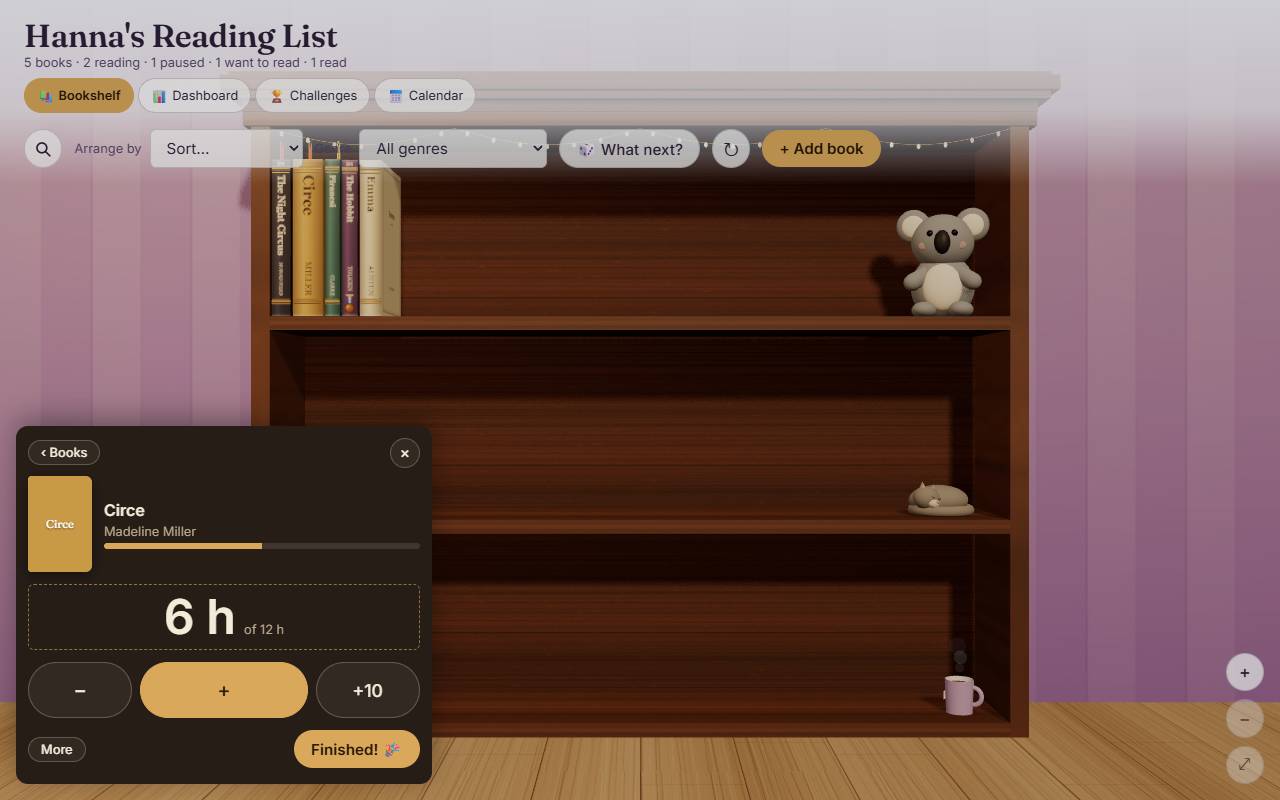 Hanna's Reading List
5 books · 2 reading · 1 paused · 1 want to read · 1 read
Bookshelf
Dashboard
Challenges
Calendar
Arrange by
Sort...
All genres
What next?
+ Add book
The Night Circus
Circe
MILLER
Piranesi
CLARKE
The Hobbit
TOLKIEN
Emma
AUSTEN
‹ Books
×
Circe
Circe
Madeline Miller
6 h of 12 h
−
+
+10
More
Finished!
+
−